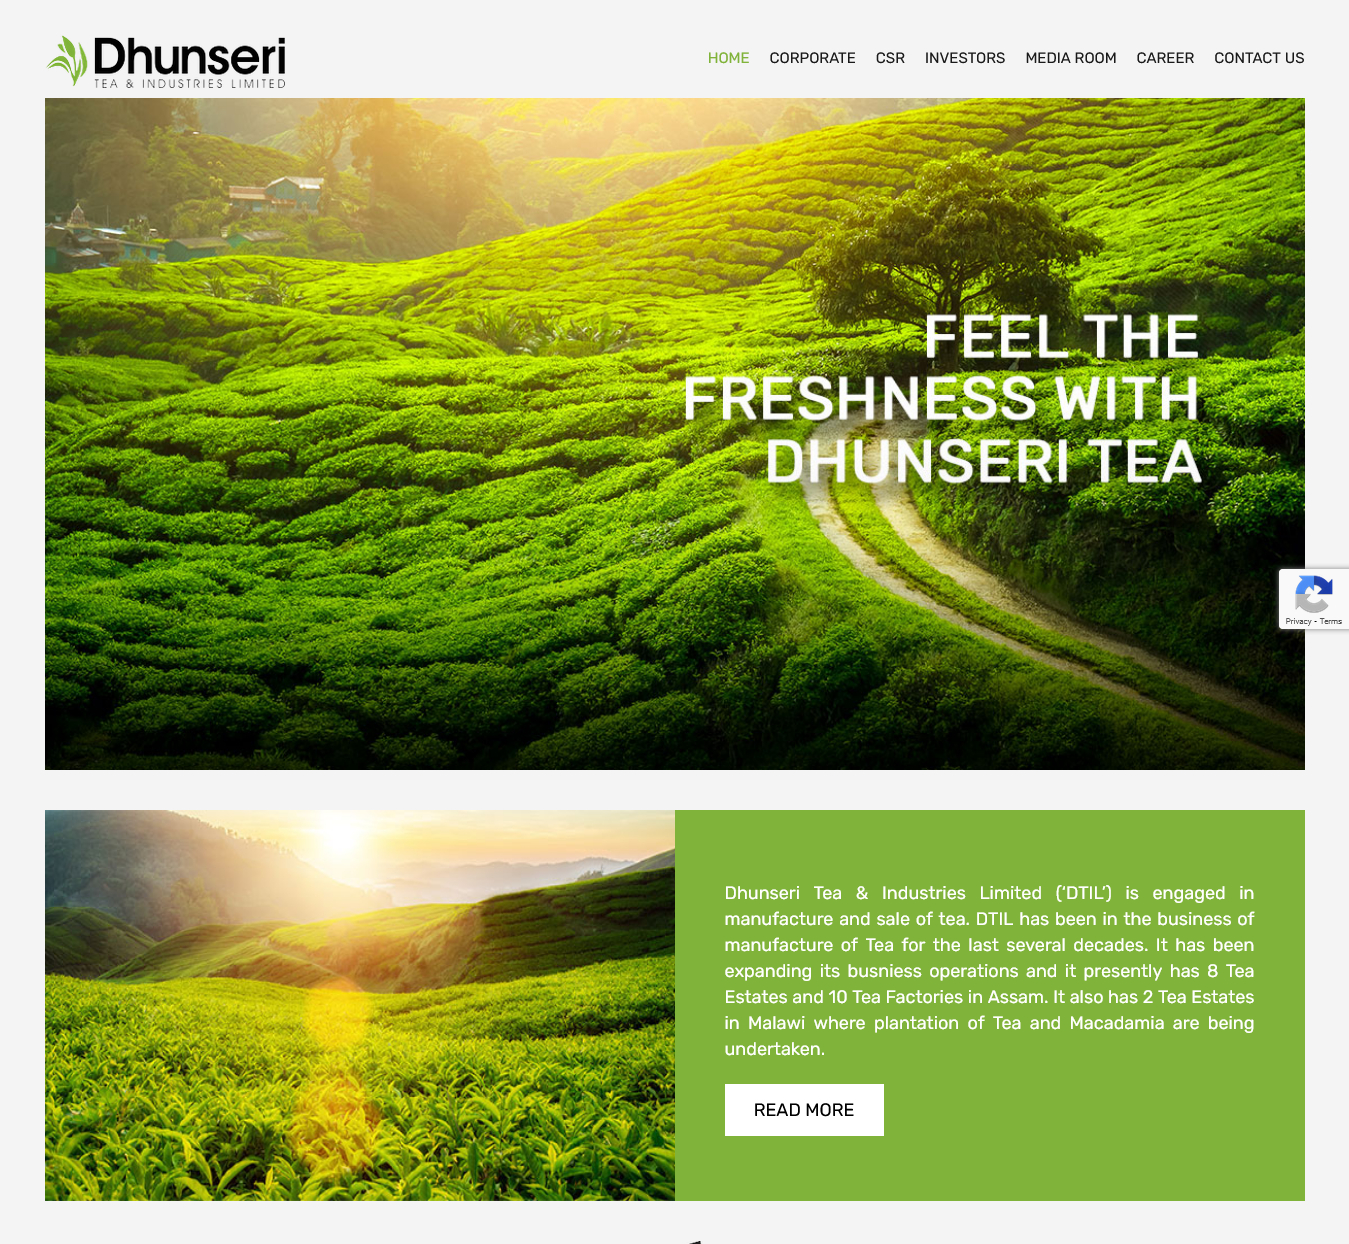 Dhunseri
TEA & INDUSTRIES LIMITED
HOME CORPORATE CSR INVESTORS MEDIA ROOM CAREER CONTACT US
FEEL THE
FRESHNESS WITH
DHUNSERI TEA
Privacy - Terms
Dhunseri Tea & Industries Limited (‘DTIL’) is engaged in
manufacture and sale of tea. DTIL has been in the business of
manufacture of Tea for the last several decades. It has been
expanding its busniess operations and it presently has 8 Tea
Estates and 10 Tea Factories in Assam. It also has 2 Tea Estates
in Malawi where plantation of Tea and Macadamia are being
undertaken.
READ MORE